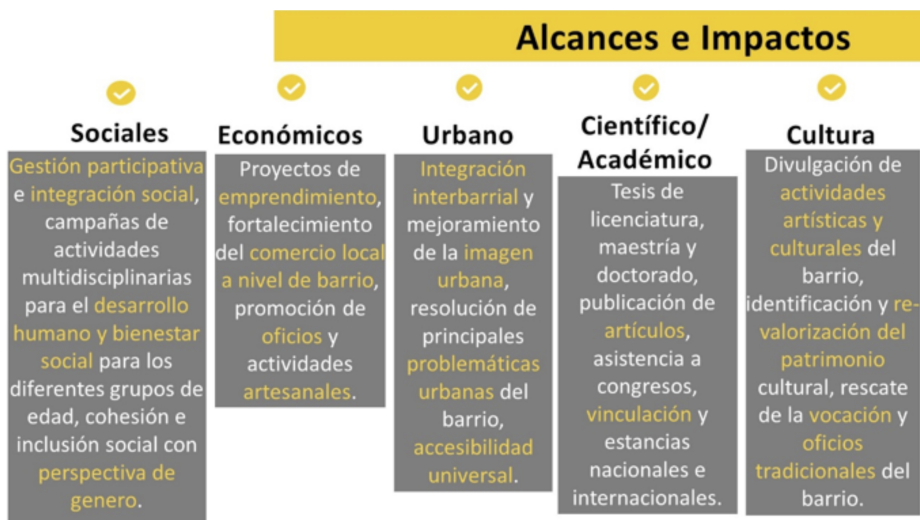 Alcances e Impactos
Sociales
Gestión participativa
e integración social,
campañas de
actividades
multidisciplinarias
para el desarrollo
humano y bienestar
social para los
diferentes grupos de
edad, cohesión e
inclusión social con
perspectiva de
genero.
Económicos
Proyectos de
emprendimiento,
fortalecimiento
del comercio local
a nivel de barrio,
promoción de
oficios y
actividades
artesanales.
Urbano
Integración
interbarrial y
mejoramiento
de la imagen
urbana,
resolución de
principales
problemáticas
urbanas del
barrio,
accesibilidad
universal.
Científico/
Académico
Tesis de
licenciatura,
maestría y
doctorado,
publicación de
artículos,
asistencia a
congresos,
vinculación y
estancias
nacionales e
internacionales.
Cultura
Divulgación de
actividades
artísticas y
culturales del
barrio,
identificación y re-
valorización del
patrimonio
cultural, rescate
de la vocación y
oficios
tradicionales del
barrio.